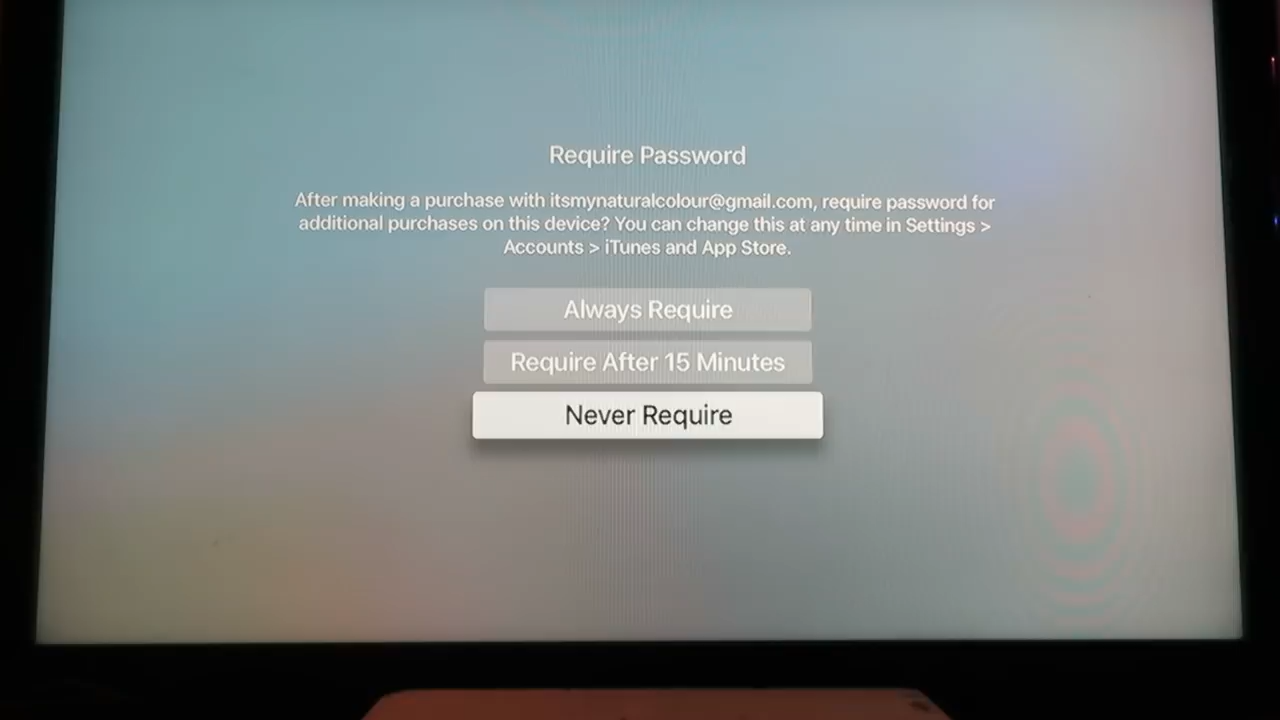 Require Password
After making a purchase with itsmynaturalcolour@gmail.com, require password for
additional purchases on this device? You can change this at any time in Settings >
Accounts > iTunes and App Store.
Always Require
Require After 15 Minutes
Never Require